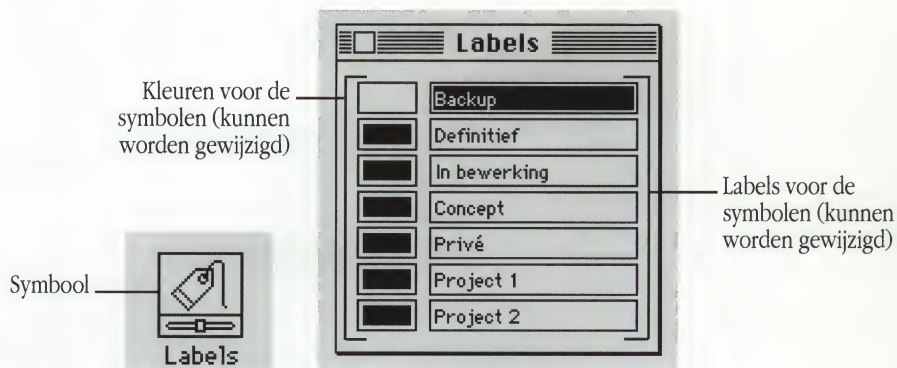 Labels
Kleuren voor de
symbolen (kunnen
worden gewijzigd)
Backup
Definitief
In bewerking
Concept
Privé
Project 1
Project 2
Labels voor de
symbolen (kunnen
worden gewijzigd)
Symbool
Labels